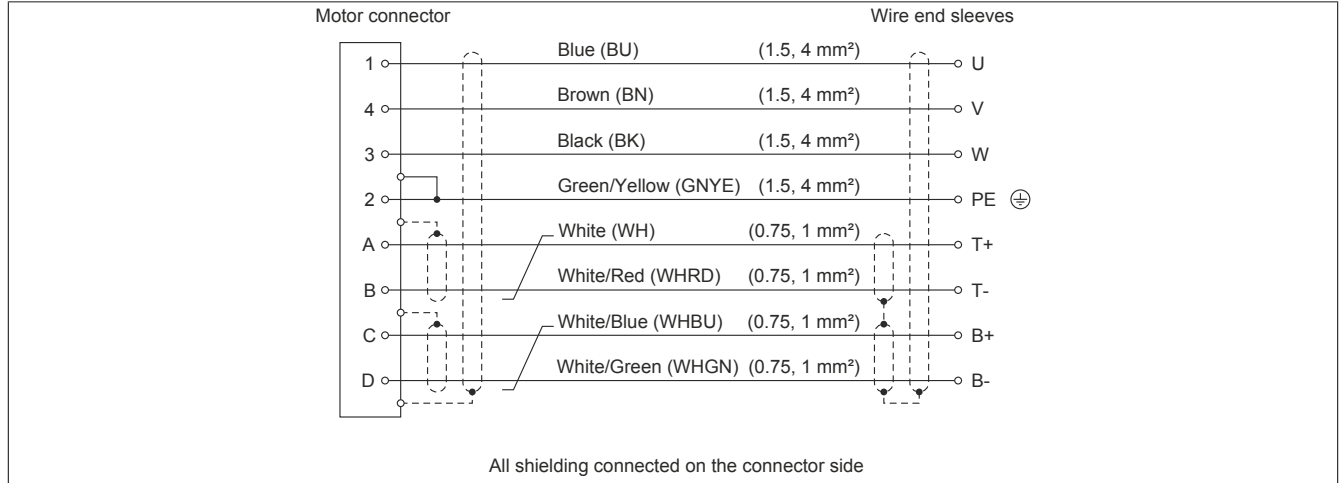 Motor connector Wire end sleeves
1 Blue (BU) (1.5, 4 mm²) U
4 Brown (BN) (1.5, 4 mm²) V
3 Black (BK) (1.5, 4 mm²) W
2 Green/Yellow (GNYE) (1.5, 4 mm²) PE
A White (WH) (0.75, 1 mm²) T+
B White/Red (WHRD) (0.75, 1 mm²) T-
C White/Blue (WHBU) (0.75, 1 mm²) B+
D White/Green (WHGN) (0.75, 1 mm²) B-
All shielding connected on the connector side